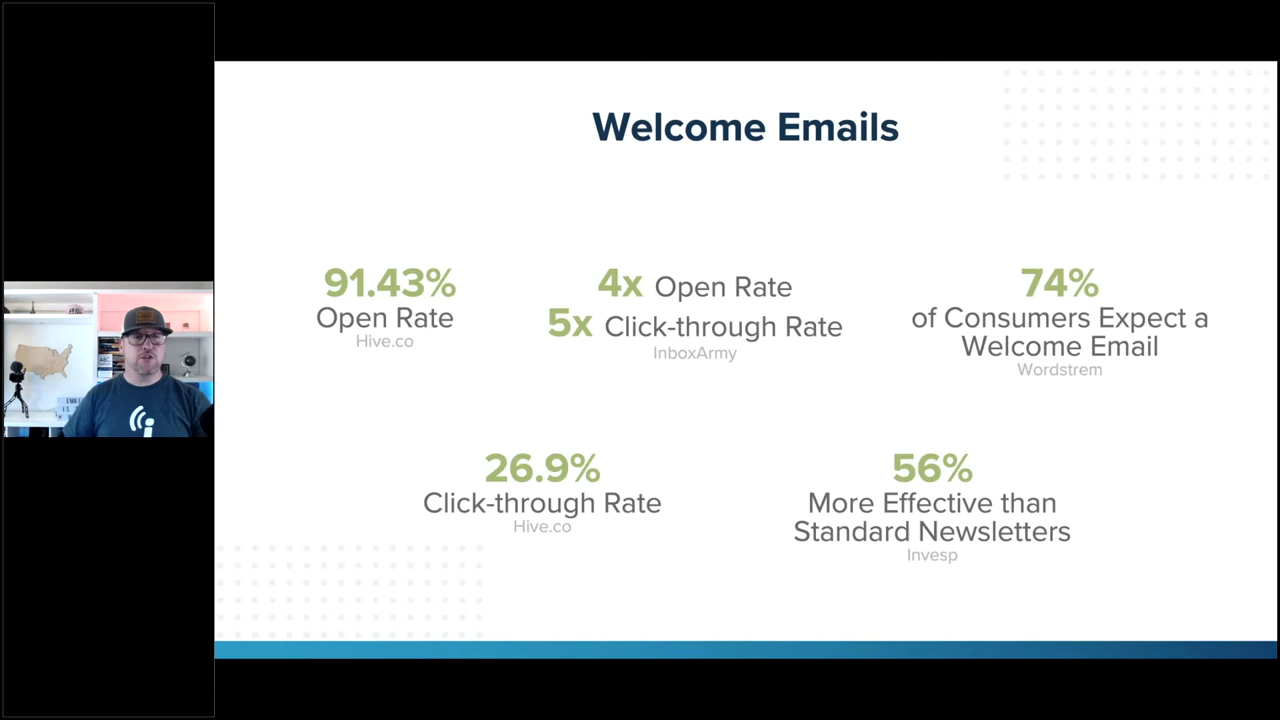 Welcome Emails
91.43%
Open Rate
Hive.co
4x Open Rate
5x Click-through Rate
InboxArmy
74%
of Consumers Expect a
Welcome Email
Wordstrem
26.9%
Click-through Rate
Hive.co
56%
More Effective than
Standard Newsletters
Invesp